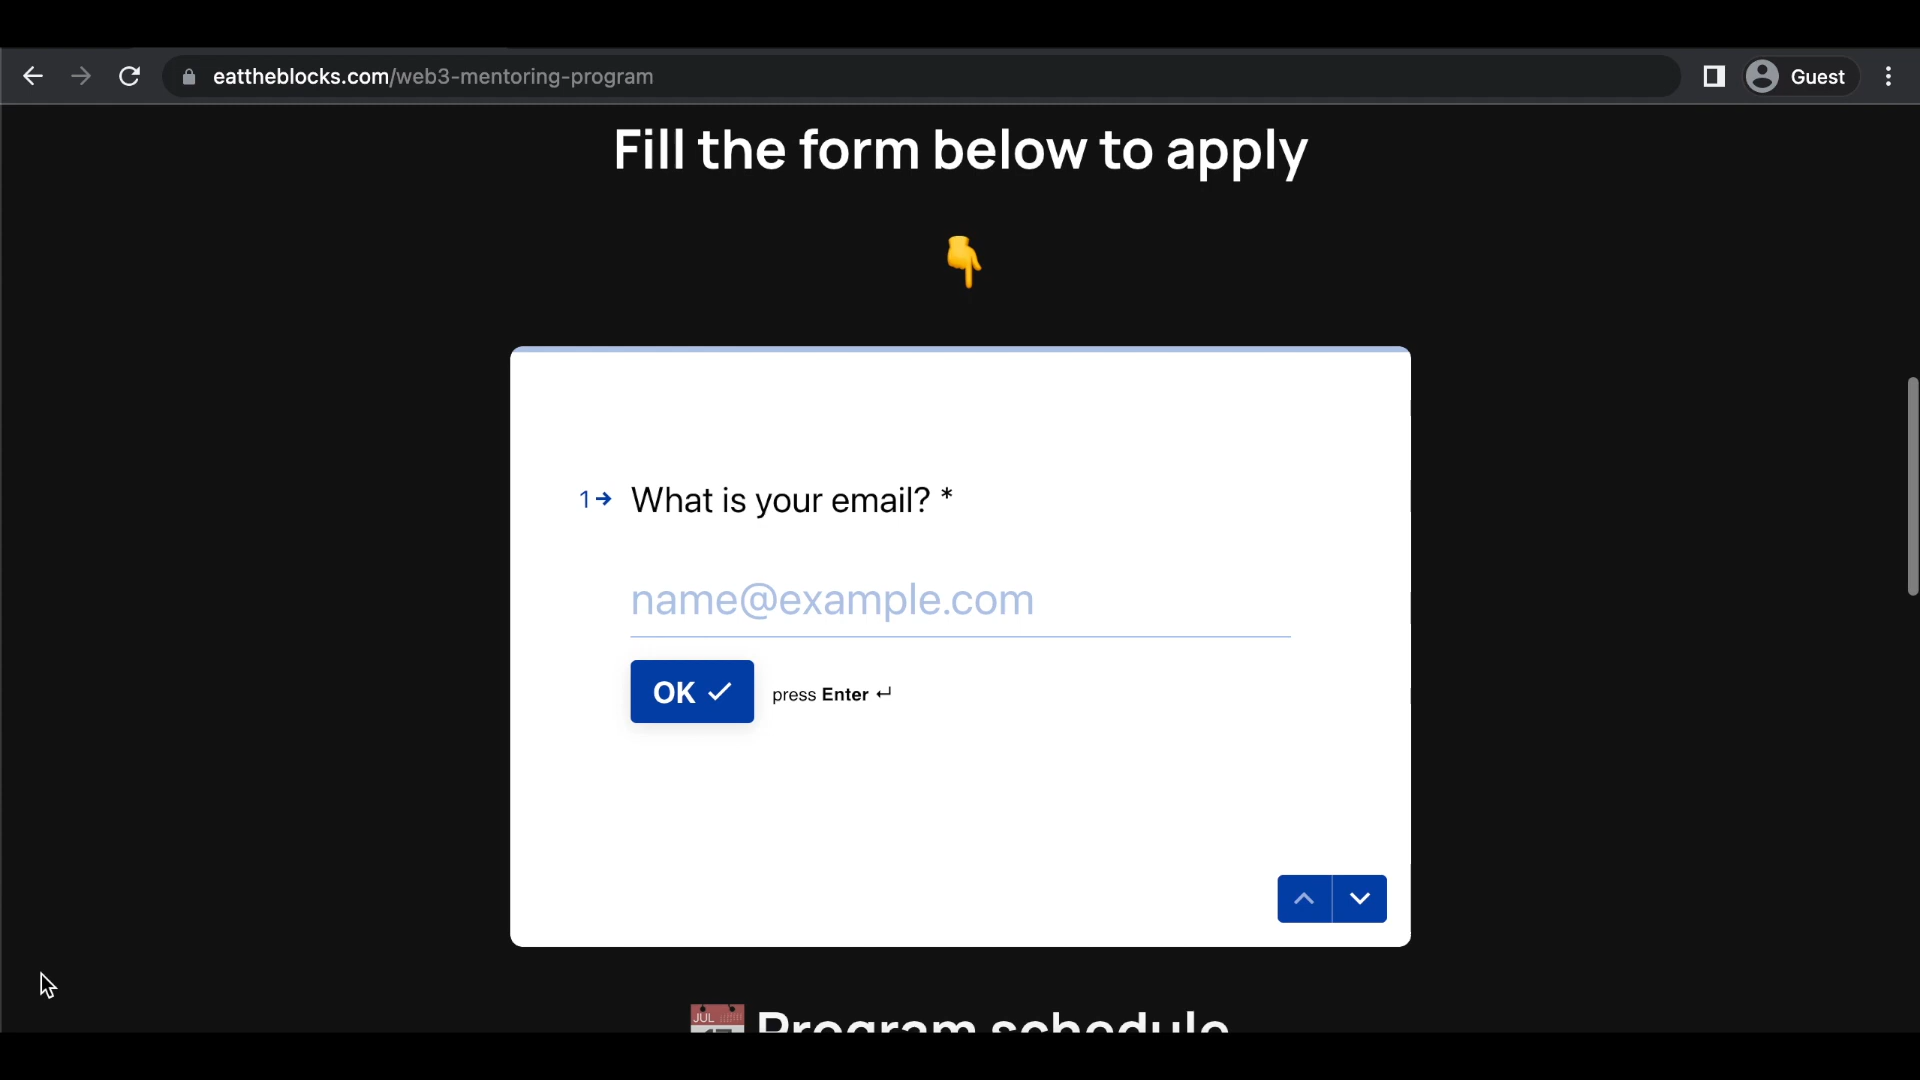 eattheblocks.com/web3-mentoring-program
Guest
Fill the form below to apply
1
What is your email? *
name@example.com
OK
press Enter
JUL
Program schedule